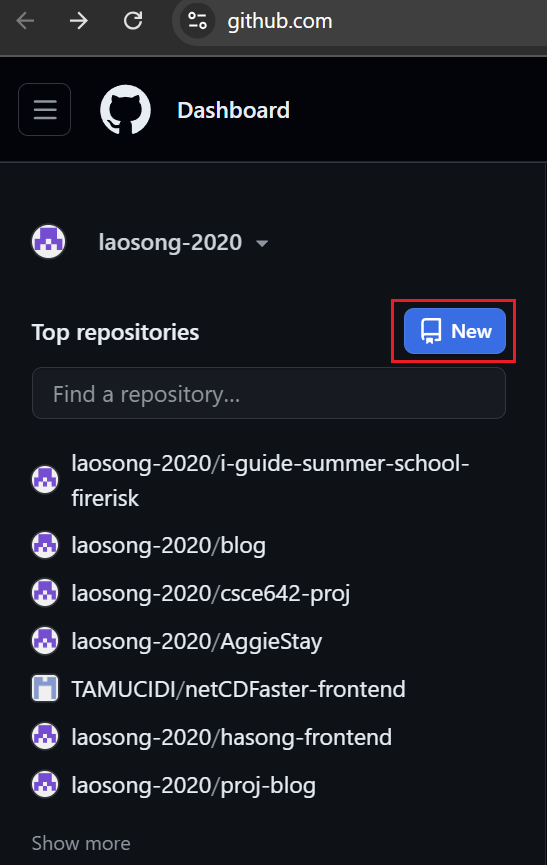 github.com
Dashboard
laosong-2020
Top repositories
New
Find a repository...
laosong-2020/i-guide-summer-school-
firerisk
laosong-2020/blog
laosong-2020/csce642-proj
laosong-2020/AggieStay
TAMUCIDI/netCDFaster-frontend
laosong-2020/hasong-frontend
laosong-2020/proj-blog
Show more